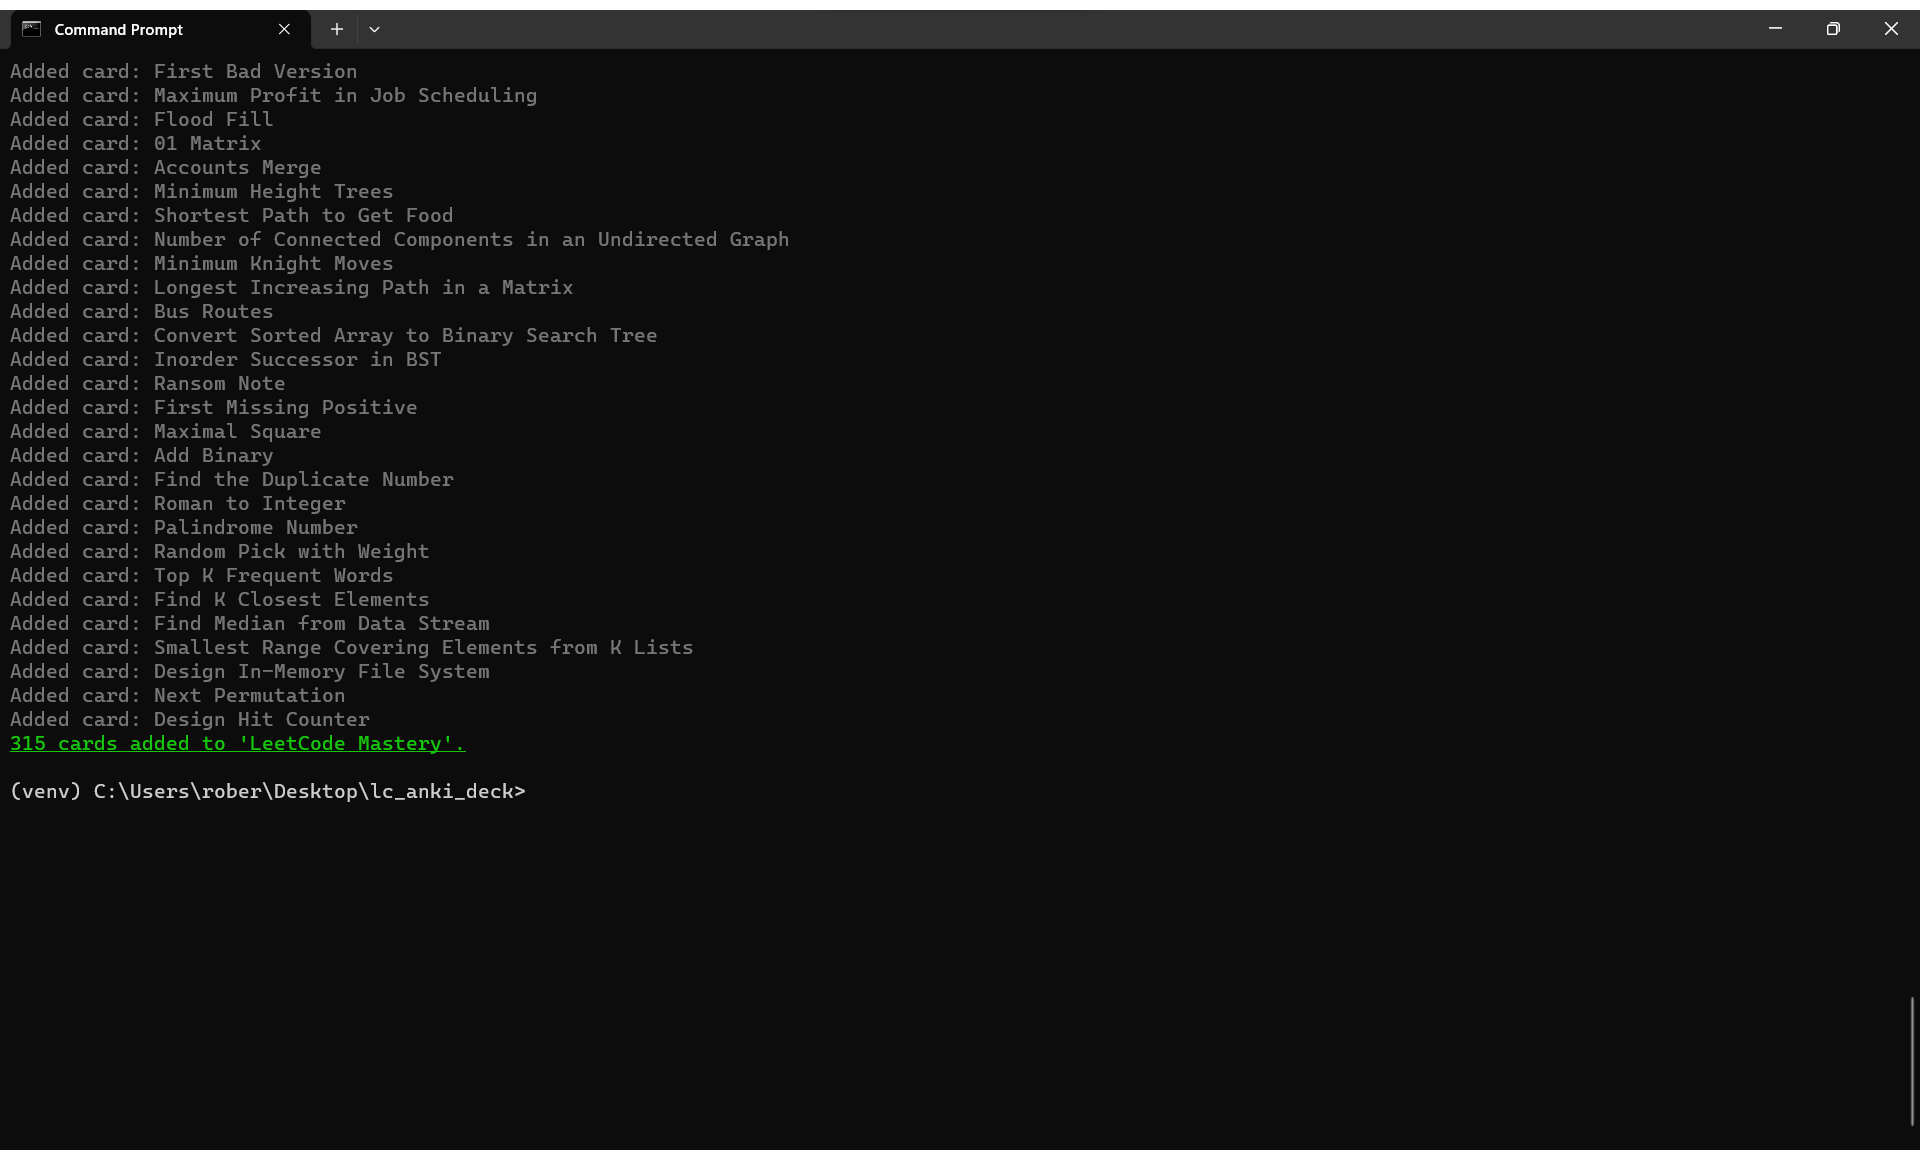 Command Prompt
Added card: First Bad Version
Added card: Maximum Profit in Job Scheduling
Added card: Flood Fill
Added card: 01 Matrix
Added card: Accounts Merge
Added card: Minimum Height Trees
Added card: Shortest Path to Get Food
Added card: Number of Connected Components in an Undirected Graph
Added card: Minimum Knight Moves
Added card: Longest Increasing Path in a Matrix
Added card: Bus Routes
Added card: Convert Sorted Array to Binary Search Tree
Added card: Inorder Successor in BST
Added card: Ransom Note
Added card: First Missing Positive
Added card: Maximal Square
Added card: Add Binary
Added card: Find the Duplicate Number
Added card: Roman to Integer
Added card: Palindrome Number
Added card: Random Pick with Weight
Added card: Top K Frequent Words
Added card: Find K Closest Elements
Added card: Find Median from Data Stream
Added card: Smallest Range Covering Elements from K Lists
Added card: Design In-Memory File System
Added card: Next Permutation
Added card: Design Hit Counter
315 cards added to 'LeetCode Mastery'.
(venv) C:\Users\rober\Desktop\lc_anki_deck>